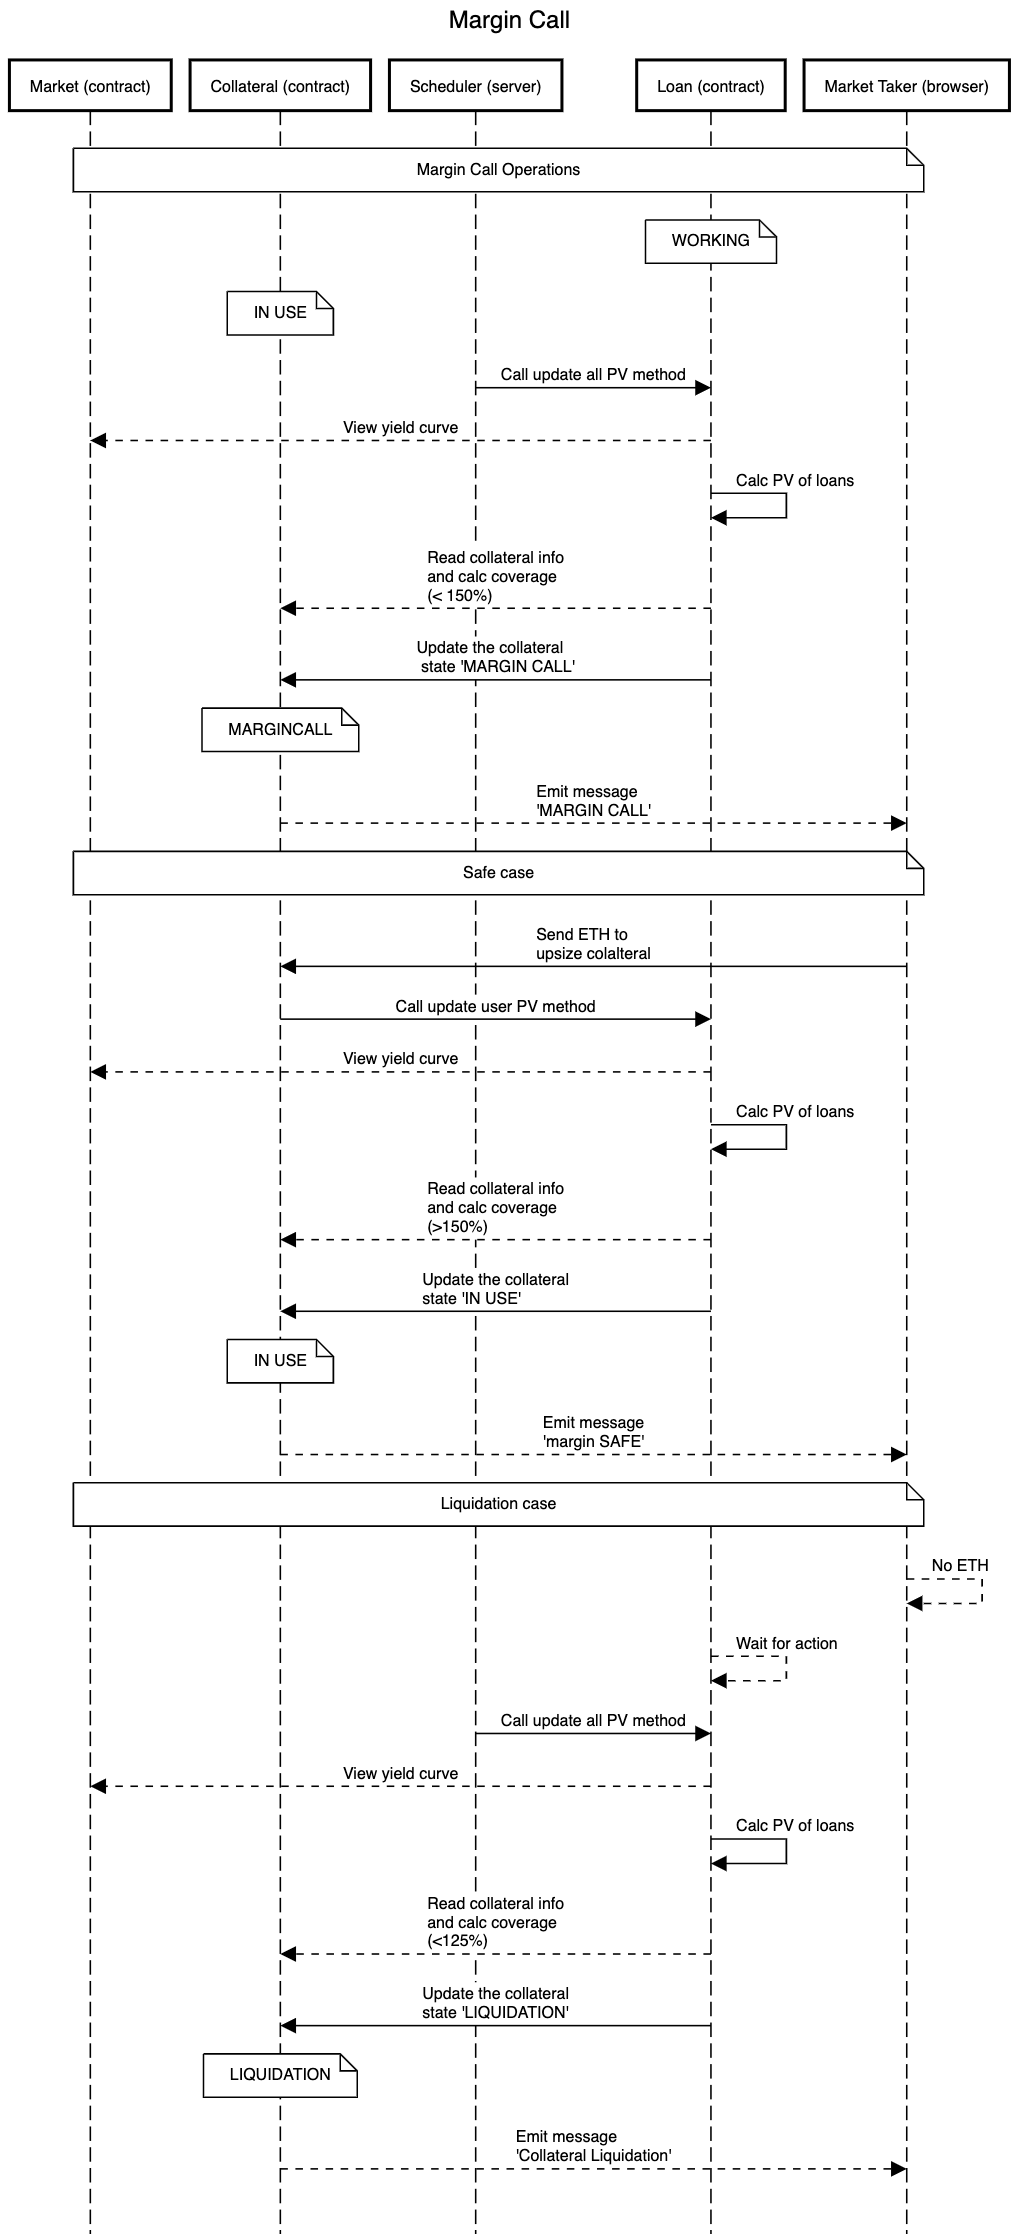 Margin Call
Market (contract)
Collateral (contract)
Scheduler (server)
Loan (contract)
Market Taker (browser)
Margin Call Operations
WORKING
IN USE
Call update all PV method
View yield curve
Calc PV of loans
Read collateral info
and calc coverage
(< 150%)
Update the collateral
state 'MARGIN CALL'
MARGINCALL
Emit message
'MARGIN CALL'
Safe case
Send ETH to
upsize colalteral
Call update user PV method
View yield curve
Calc PV of loans
Read collateral info
and calc coverage
(>150%)
Update the collateral
state 'IN USE'
IN USE
Emit message
'margin SAFE'
Liquidation case
No ETH
Wait for action
Call update all PV method
View yield curve
Calc PV of loans
Read collateral info
and calc coverage
(<125%)
Update the collateral
state 'LIQUIDATION'
LIQUIDATION
Emit message
'Collateral Liquidation'